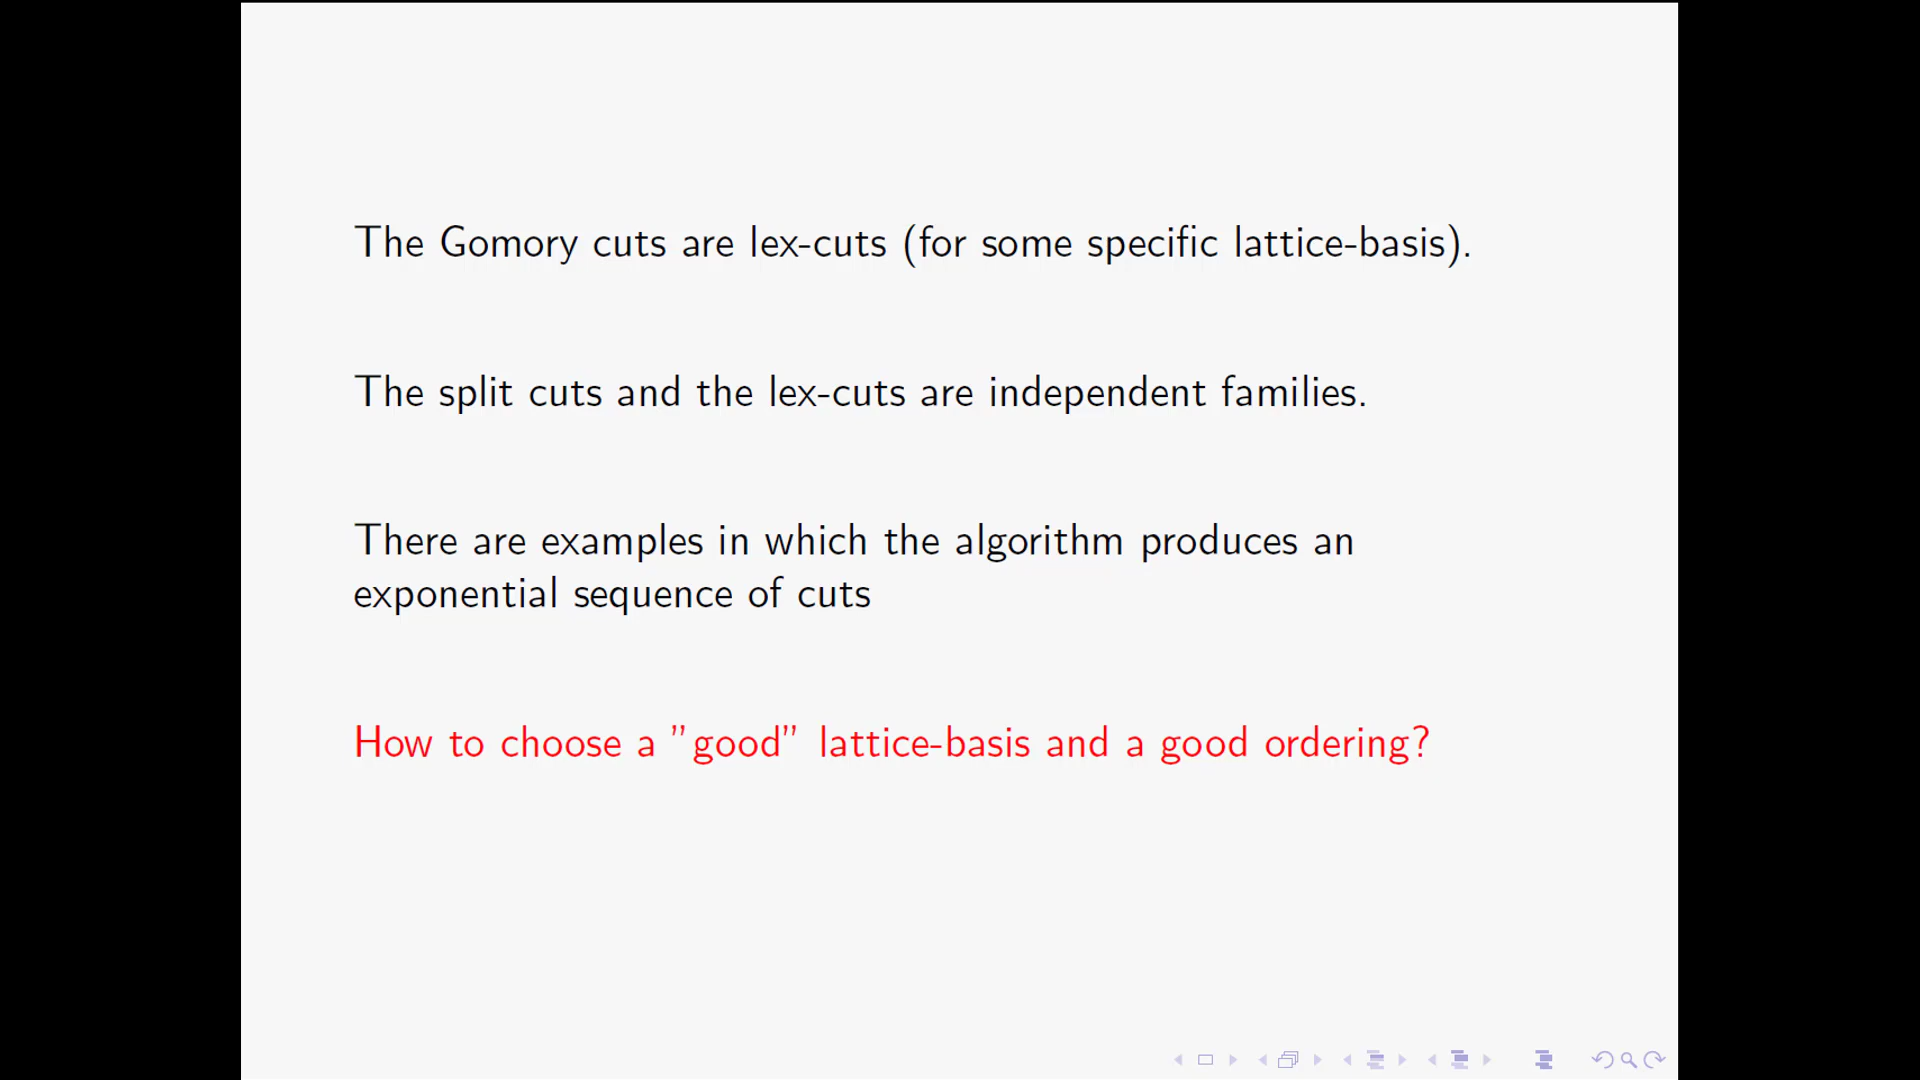 The Gomory cuts are lex-cuts (for some specific lattice-basis).
The split cuts and the lex-cuts are independent families.
There are examples in which the algorithm produces an
exponential sequence of cuts
How to choose a ”good” lattice-basis and a good ordering?